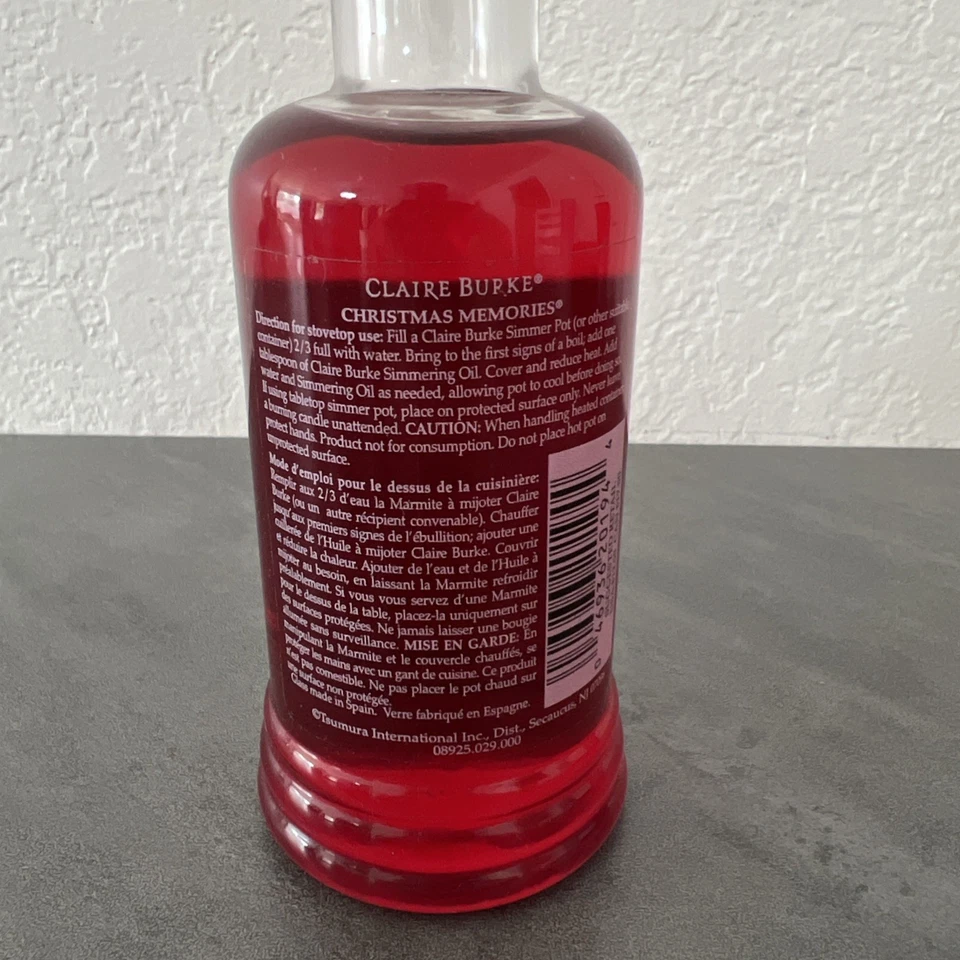 CLAIRE BURKE®
CHRISTMAS MEMORIES®
Direction for stovetop use: Fill a Claire Burke Simmer Pot (or other suitable
container) 2/3 full with water. Bring to the first signs of a boil; add one
tablespoon of Claire Burke Simmering Oil. Cover and reduce heat. Add
water and Simmering Oil as needed, allowing pot to cool before doing so.
If using tabletop simmer pot, place on protected surface only. Never leave
a burning candle unattended. CAUTION: When handling heated container,
protect hands. Product not for consumption. Do not place hot pot on
unprotected surface.
Mode d'emploi pour le dessus de la cuisinière:
Remplir aux 2/3 d'eau la Marmite à mijoter Claire
Burke (ou un autre récipient convenable). Chauffer
jusqu'aux premiers signes de l'ébullition; ajouter une
cuillerée de l'Huile à mijoter Claire Burke. Couvrir
et réduire la chaleur. Ajouter de l'eau et de l'Huile à
mijoter au besoin, en laissant la Marmite refroidir
préalablement. Si vous vous servez d'une Marmite
pour le dessus de la table, placez-la uniquement sur
des surfaces protégées. Ne jamais laisser une bougie
allumée sans surveillance. MISE EN GARDE: En
manipulant la Marmite et le couvercle chauffés, se
protéger les mains avec un gant de cuisine. Ce produit
n'est pas comestible. Ne pas placer le pot chaud sur
une surface non protégée.
Glass made in Spain. Verre fabriqué en Espagne.
©Tsumura International Inc., Dist., Secaucus, NJ
08925.029.000
0 46936 20194 4